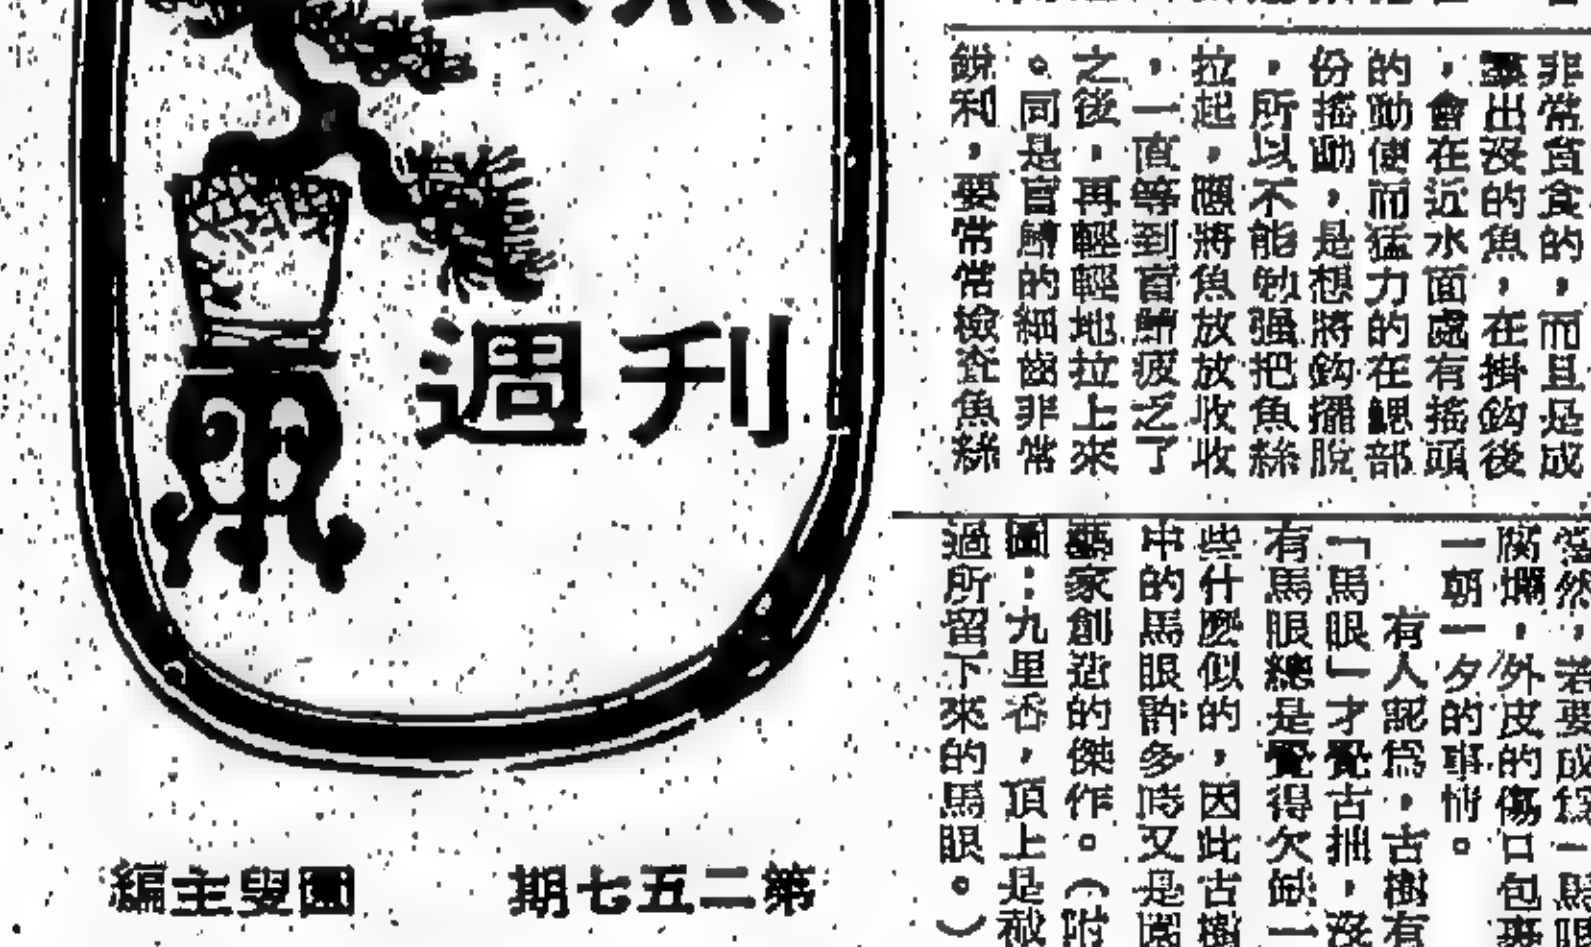 非常貪食的，而且是成
出沒的魚，在掛鈎後
，會在近水面處有搖頭
的動使而猛力的在鰓部
份搖動，是想將鈎擺脫
，所以不能勉强把魚絲
拉起，應將魚放放收收
，一直等到盲鰽疲乏了
之後，再輕輕地拉上來
。同是盲鰽的細齒非常
銳利，要常常檢查魚絲
當然，若要成爲一馬眼
腐爛，外皮的傷口包
一朝一夕的事情。
有人認爲，古樹有
「馬眼」才覺古拙，沒
有馬眼總是覺得欠缺一
些什麽似的，因此古樹
中的馬眼許多時又是園
藝家創造的傑作。（附
圖：九里香，頂上是截
過所留下來的馬眼。）
週刊
第二五七期
園叟主編